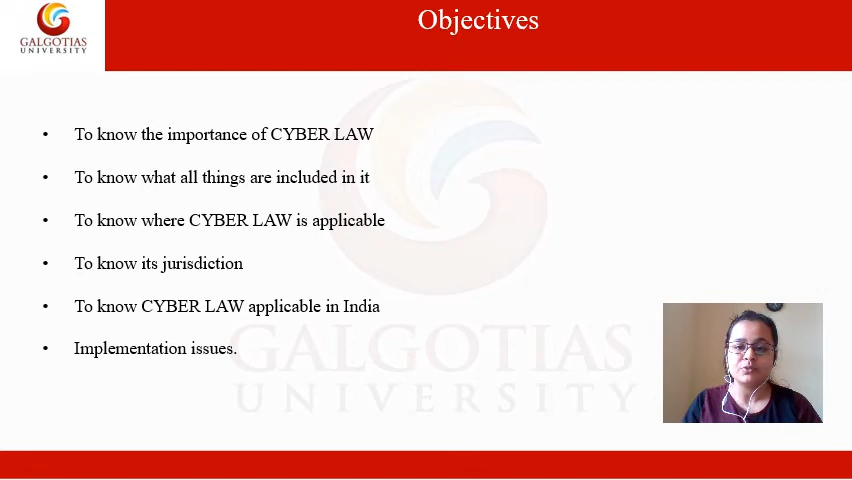 Objectives
GALGOTIAS
UNIVERSITY
• To know the importance of CYBER LAW
• To know what all things are included in it
• To know where CYBER LAW is applicable
• To know its jurisdiction
• To know CYBER LAW applicable in India
• Implementation issues.
GALGOTIAS
UNIVERSITY